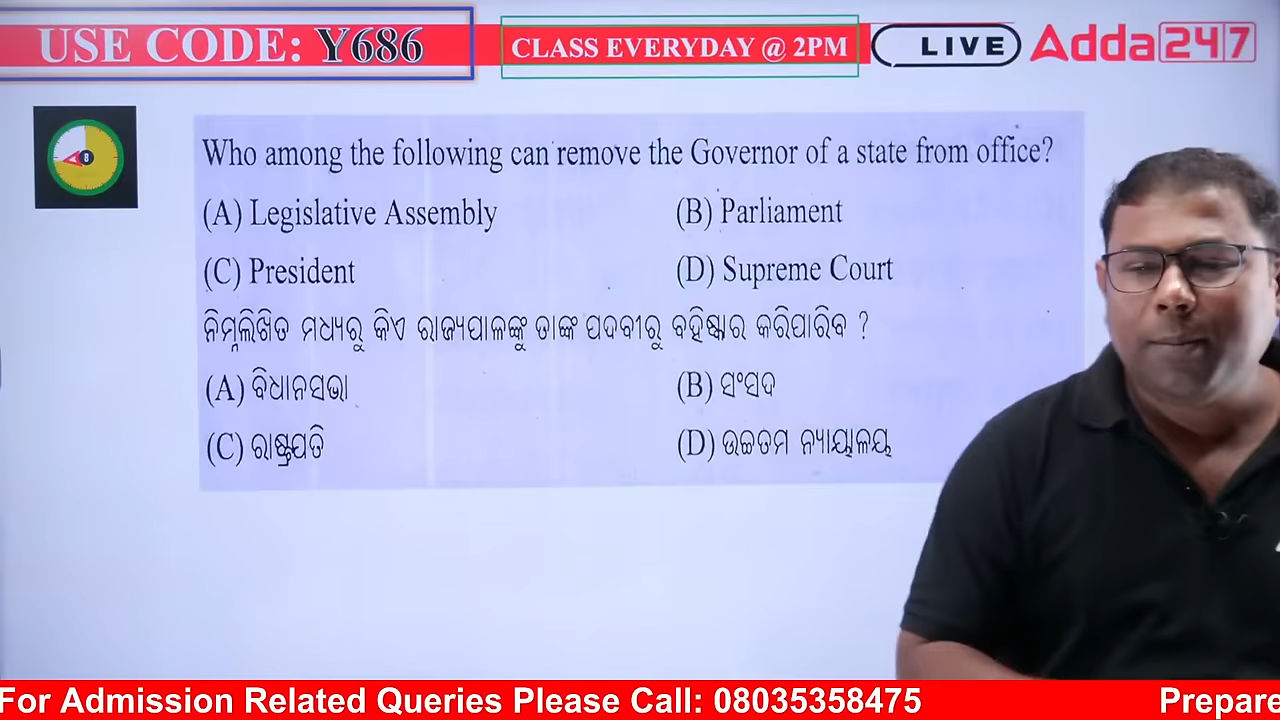 USE CODE: Y686
CLASS EVERYDAY @ 2PM
LIVE
Adda247
8
Who among the following can remove the Governor of a state from office?
(A) Legislative Assembly (B) Parliament
(C) President (D) Supreme Court
ନିମ୍ନଲିଖିତ ମଧ୍ୟରୁ କିଏ ରାଜ୍ୟପାଳଙ୍କୁ ତାଙ୍କ ପଦବୀରୁ ବହିଷ୍କାର କରିପାରିବ ?
(A) ବିଧାନସଭା (B) ସଂସଦ
(C) ରାଷ୍ଟ୍ରପତି (D) ଉଚ୍ଚତମ ନ୍ୟାୟାଳୟ
For Admission Related Queries Please Call: 08035358475 Prepare